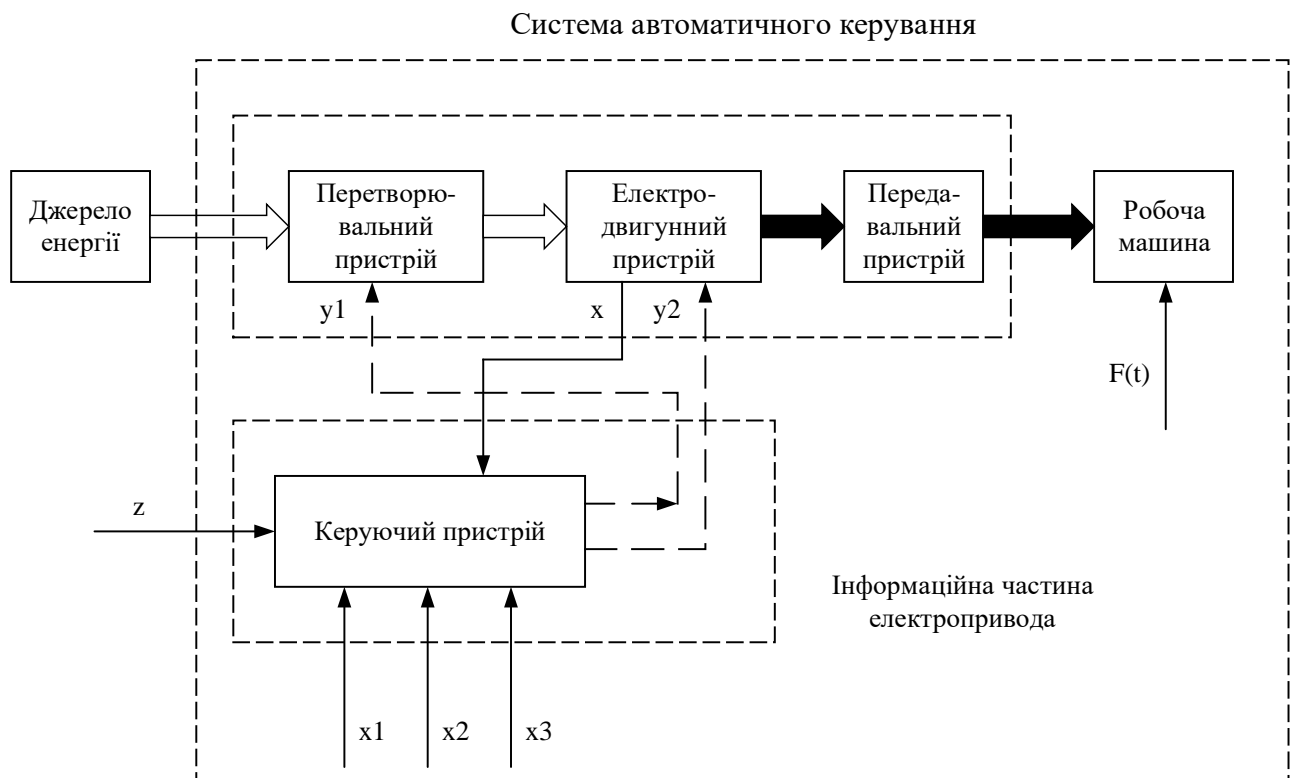 Система автоматичного керування
Джерело
енергії
Перетворю-
вальний
пристрій
Електро-
двигунний
пристрій
Переда-
вальний
пристрій
Робоча
машина
y1
x
y2
F(t)
z
Керуючий пристрій
Інформаційна частина
електропривода
x1
x2
x3